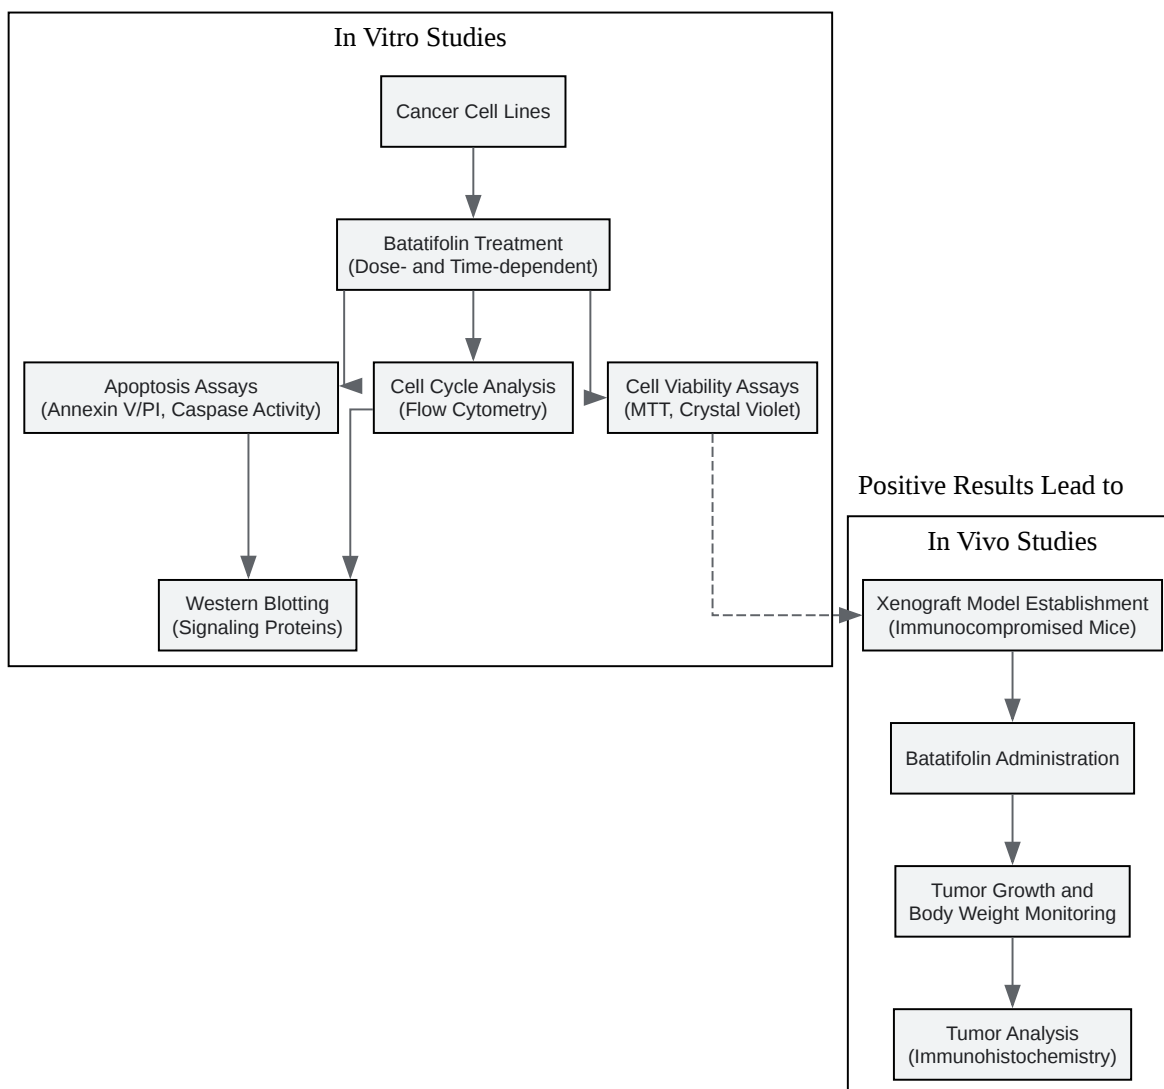 In Vitro Studies
Cancer Cell Lines
Batatifolin Treatment
(Dose- and Time-dependent)
Apoptosis Assays
(Annexin V/PI, Caspase Activity)
Cell Cycle Analysis
(Flow Cytometry)
Cell Viability Assays
(MTT, Crystal Violet)
Western Blotting
(Signaling Proteins)
Positive Results Lead to
In Vivo Studies
Xenograft Model Establishment
(Immunocompromised Mice)
Batatifolin Administration
Tumor Growth and
Body Weight Monitoring
Tumor Analysis
(Immunohistochemistry)